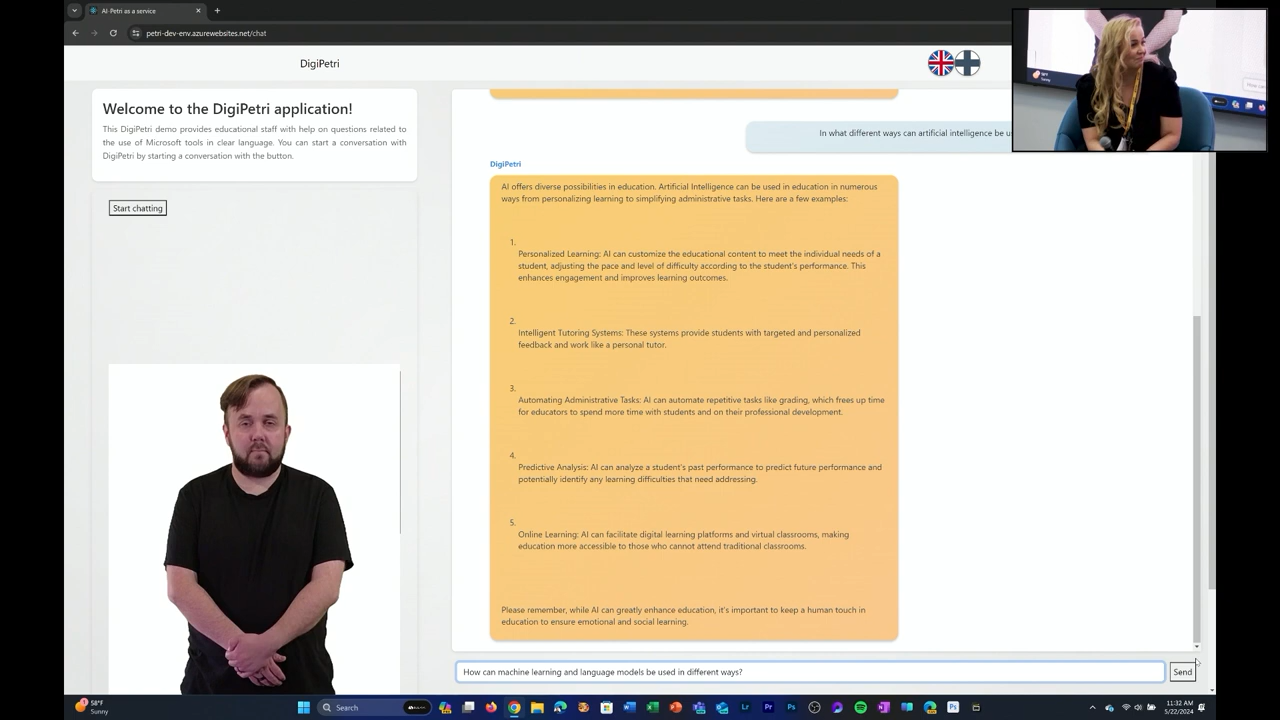 AI: Petri as a service
petri-dev-env.azurewebsites.net/chat
DigiPetri
Welcome to the DigiPetri application!
This DigiPetri demo provides educational staff with help on questions related to
the use of Microsoft tools in clear language. You can start a conversation with
DigiPetri by starting a conversation with the button.
Start chatting
In what different ways can artificial intelligence be
DigiPetri
AI offers diverse possibilities in education. Artificial Intelligence can be used in education in numerous
ways from personalizing learning to simplifying administrative tasks. Here are a few examples:
1.
Personalized Learning: AI can customize the educational content to meet the individual needs of a
student, adjusting the pace and level of difficulty according to the student's performance. This
enhances engagement and improves learning outcomes.
2.
Intelligent Tutoring Systems: These systems provide students with targeted and personalized
feedback and work like a personal tutor.
3.
Automating Administrative Tasks: AI can automate repetitive tasks like grading, which frees up time
for educators to spend more time with students and on their professional development.
4.
Predictive Analysis: AI can analyze a student's past performance to predict future performance and
potentially identify any learning difficulties that need addressing.
5.
Online Learning: AI can facilitate digital learning platforms and virtual classrooms, making
education more accessible to those who cannot attend traditional classrooms.
Please remember, while AI can greatly enhance education, it's important to keep a human touch in
education to ensure emotional and social learning.
How can machine learning and language models be used in different ways?
Send
58°F
Sunny
Search
11:32 AM
5/22/2024